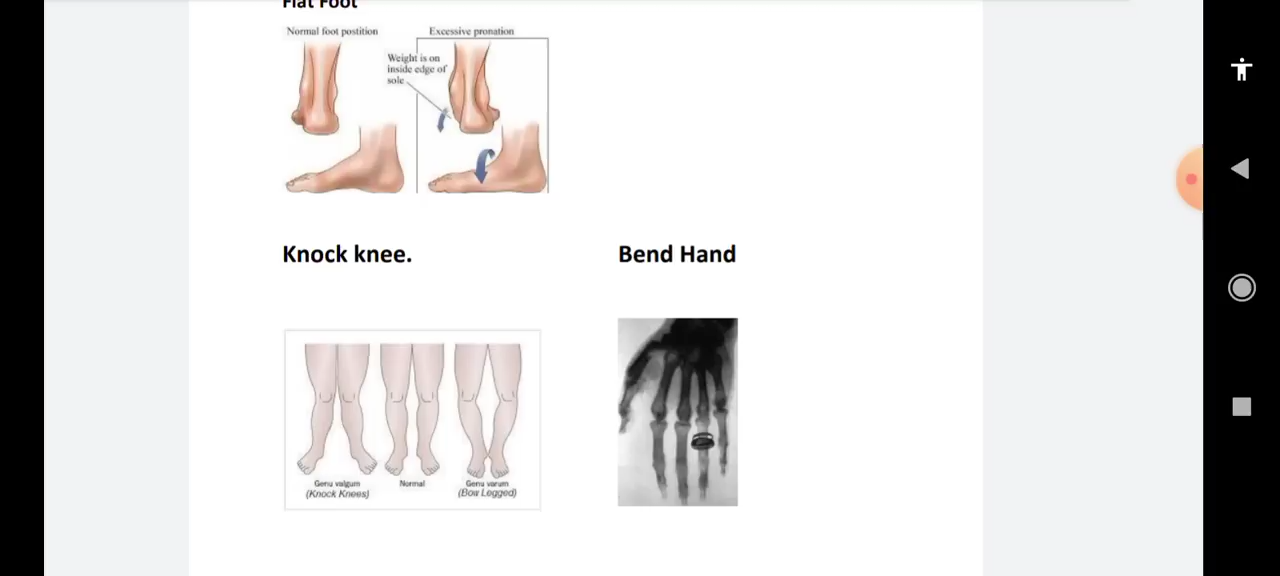 Flat Foot
Normal foot postition
Excessive pronation
Weight is on
inside edge of
sole
Knock knee.
Bend Hand
Genu valgum
(Knock Knees)
Normal
Genu varum
(Bow Legged)